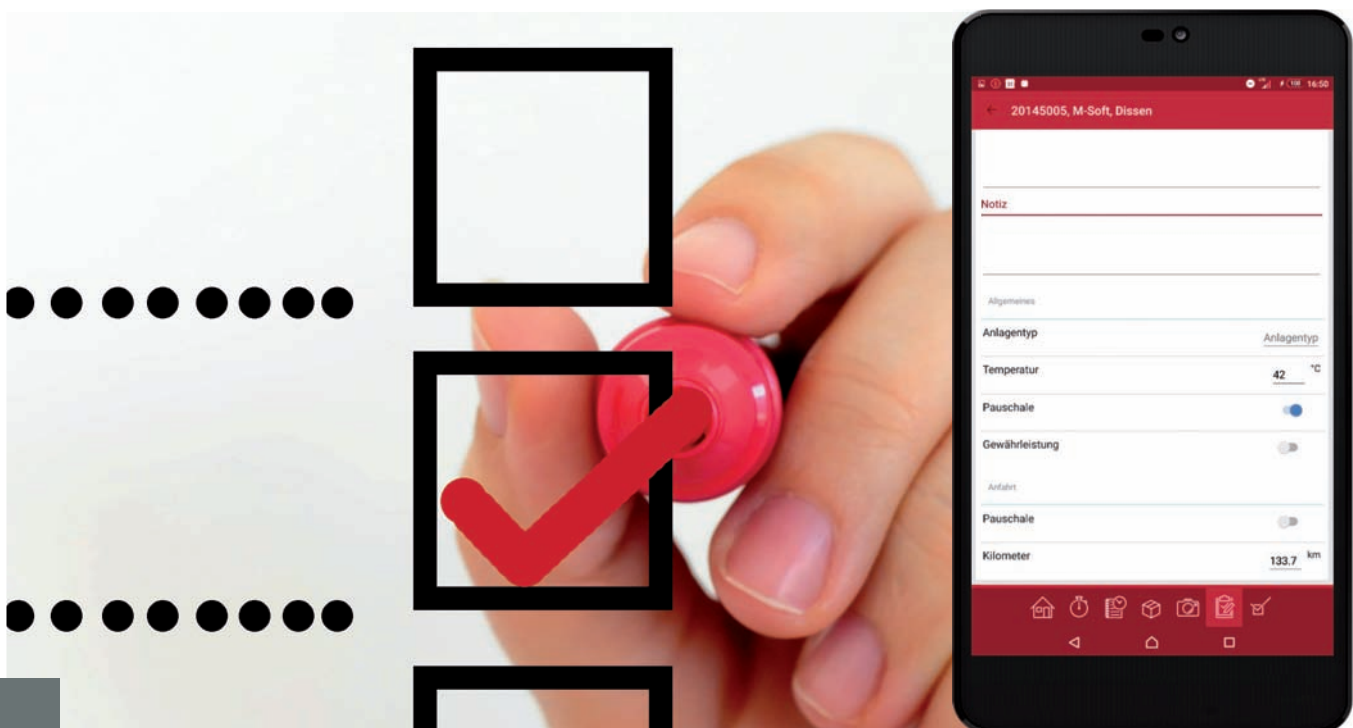 16:50
20145005, M-Soft, Dissen
Notiz
Allgemeines
Anlagentyp Anlagentyp
Temperatur 42 °C
Pauschale
Gewährleistung
Anfahrt
Pauschale
Kilometer 133.7 km